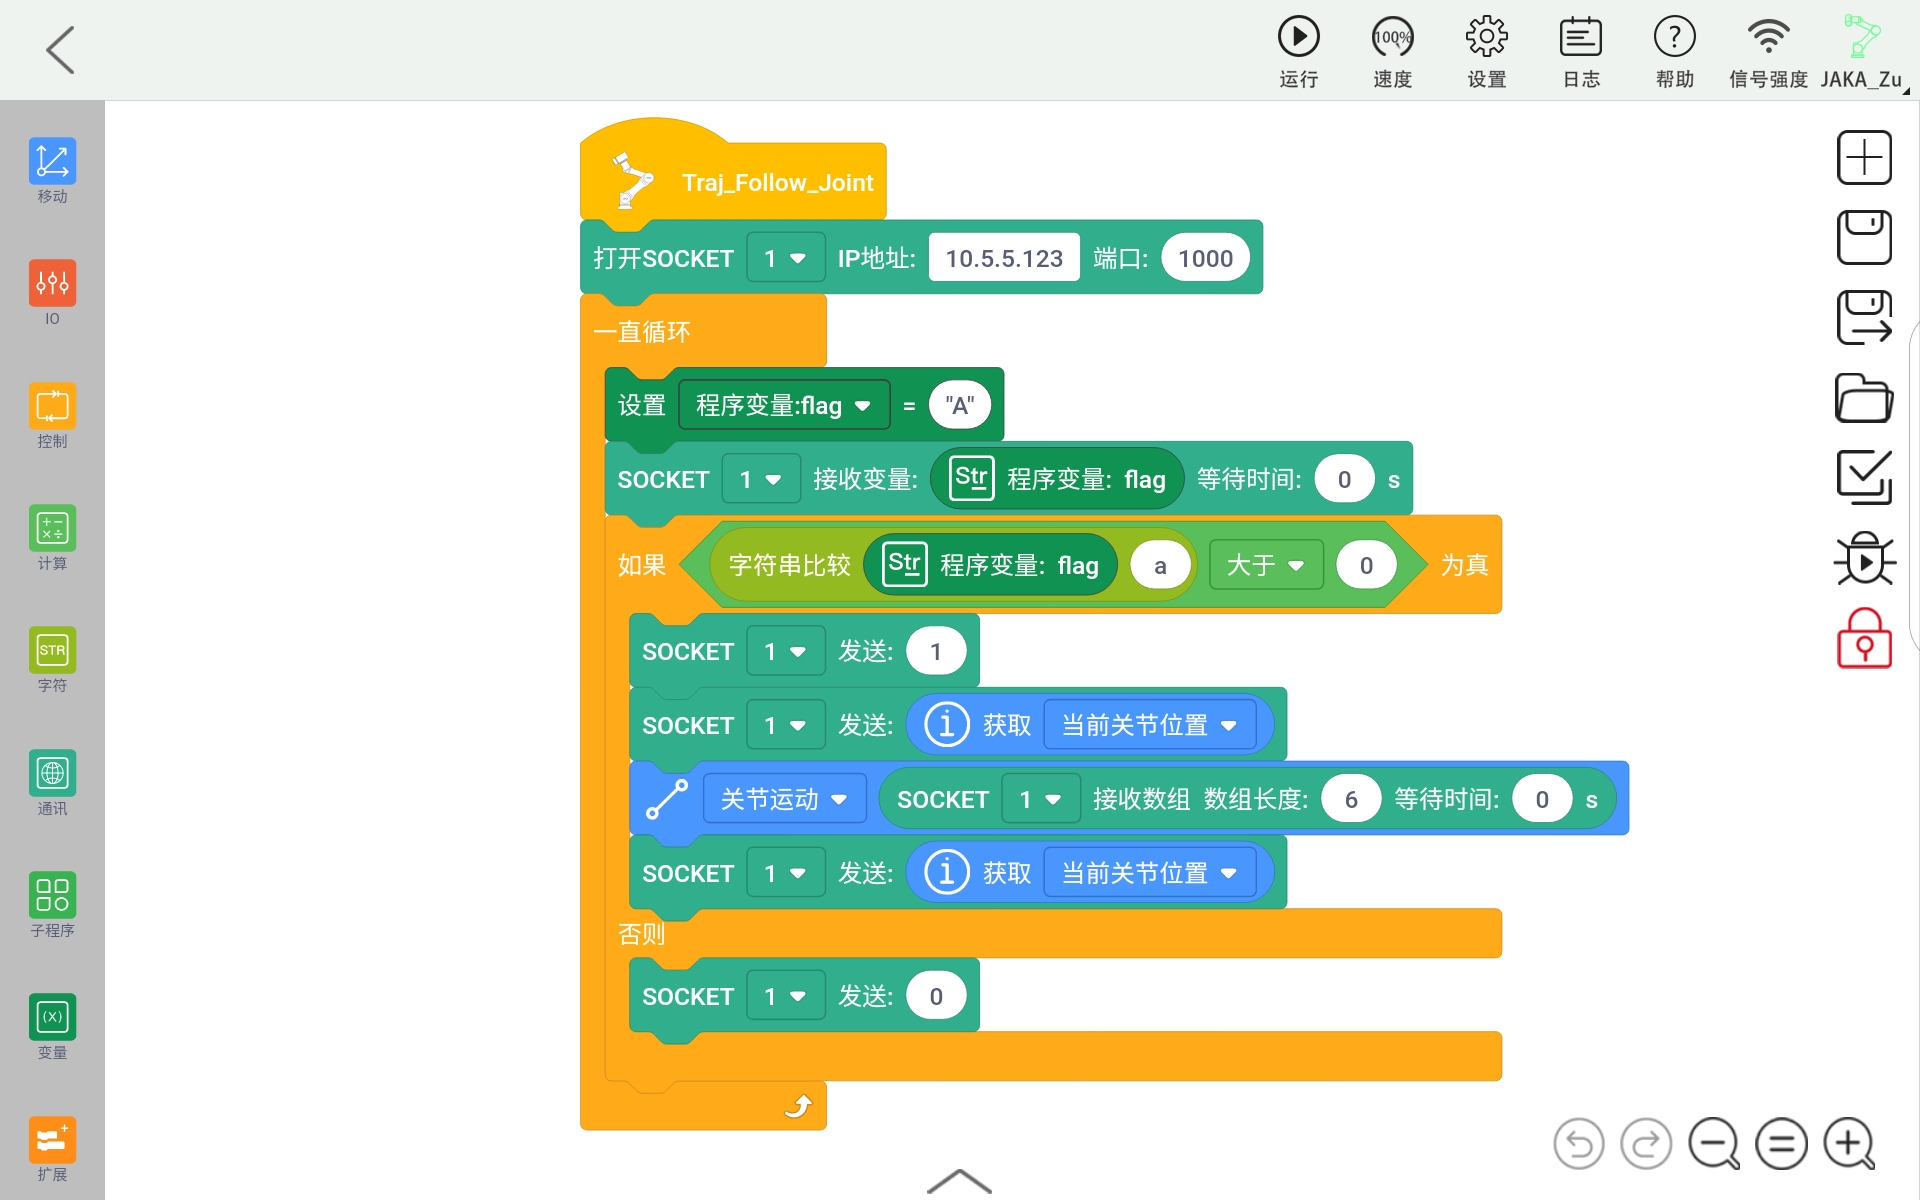 运行 100% 速度 设置 日志 ? 帮助 信号强度 JAKA_Zu
移动
IO
控制
计算
STR
字符
通讯
子程序
(X)
变量
扩展
Traj_Follow_Joint
打开SOCKET 1 IP地址: 10.5.5.123 端口: 1000
一直循环
设置 程序变量:flag = "A"
SOCKET 1 接收变量: Str 程序变量: flag 等待时间: 0 s
如果 字符串比较 Str 程序变量: flag a 大于 0 为真
SOCKET 1 发送: 1
SOCKET 1 发送: i 获取 当前关节位置
关节运动 SOCKET 1 接收数组 数组长度: 6 等待时间: 0 s
SOCKET 1 发送: i 获取 当前关节位置
否则
SOCKET 1 发送: 0